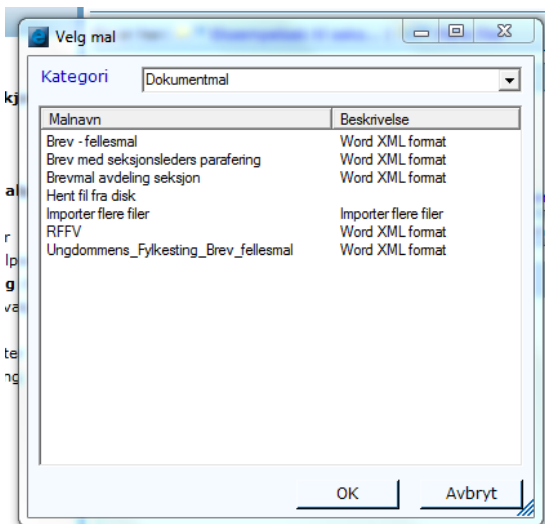 Velg mal
Kategori Dokumentmal
Malnavn Beskrivelse
Brev - fellesmal Word XML format
Brev med seksjonsleders parafering Word XML format
Brevmal avdeling seksjon Word XML format
Hent fil fra disk
Importer flere filer Importer flere filer
RFFV Word XML format
Ungdommens_Fylkesting_Brev_fellesmal Word XML format
OK Avbryt